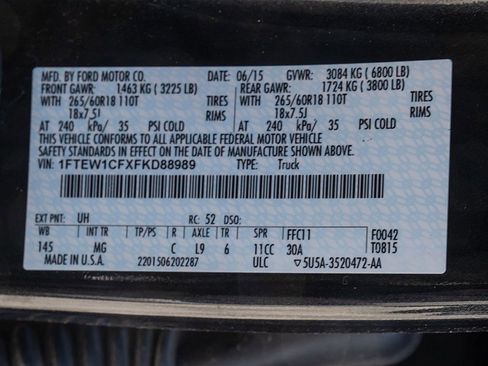 MFD. BY FORD MOTOR CO. DATE: 06/15 GVWR: 3084 KG ( 6800 LB)
FRONT GAWR: 1463 KG ( 3225 LB) REAR GAWR: 1724 KG ( 3800 LB)
WITH 265/60R18 110T TIRES WITH 265/60R18 110T TIRES
18x7.5J RIMS 18x7.5J RIMS
AT 240 kPa/ 35 PSI COLD AT 240 kPa/ 35 PSI COLD
THIS VEHICLE CONFORMS TO ALL APPLICABLE FEDERAL MOTOR VEHICLE
SAFETY STANDARDS IN EFFECT ON THE DATE OF MANUFACTURE SHOWN ABOVE.
VIN: 1FTEW1CFXFKD88989 TYPE: Truck
EXT PNT: UH RC: 52 DSO:
WB INT TR TP/PS R AXLE TR SPR FFC11 F0042
145 MG C L9 6 11CC 30A T0815
MADE IN U.S.A. 2201506202287 ULC ▽5U5A-3520472-AA